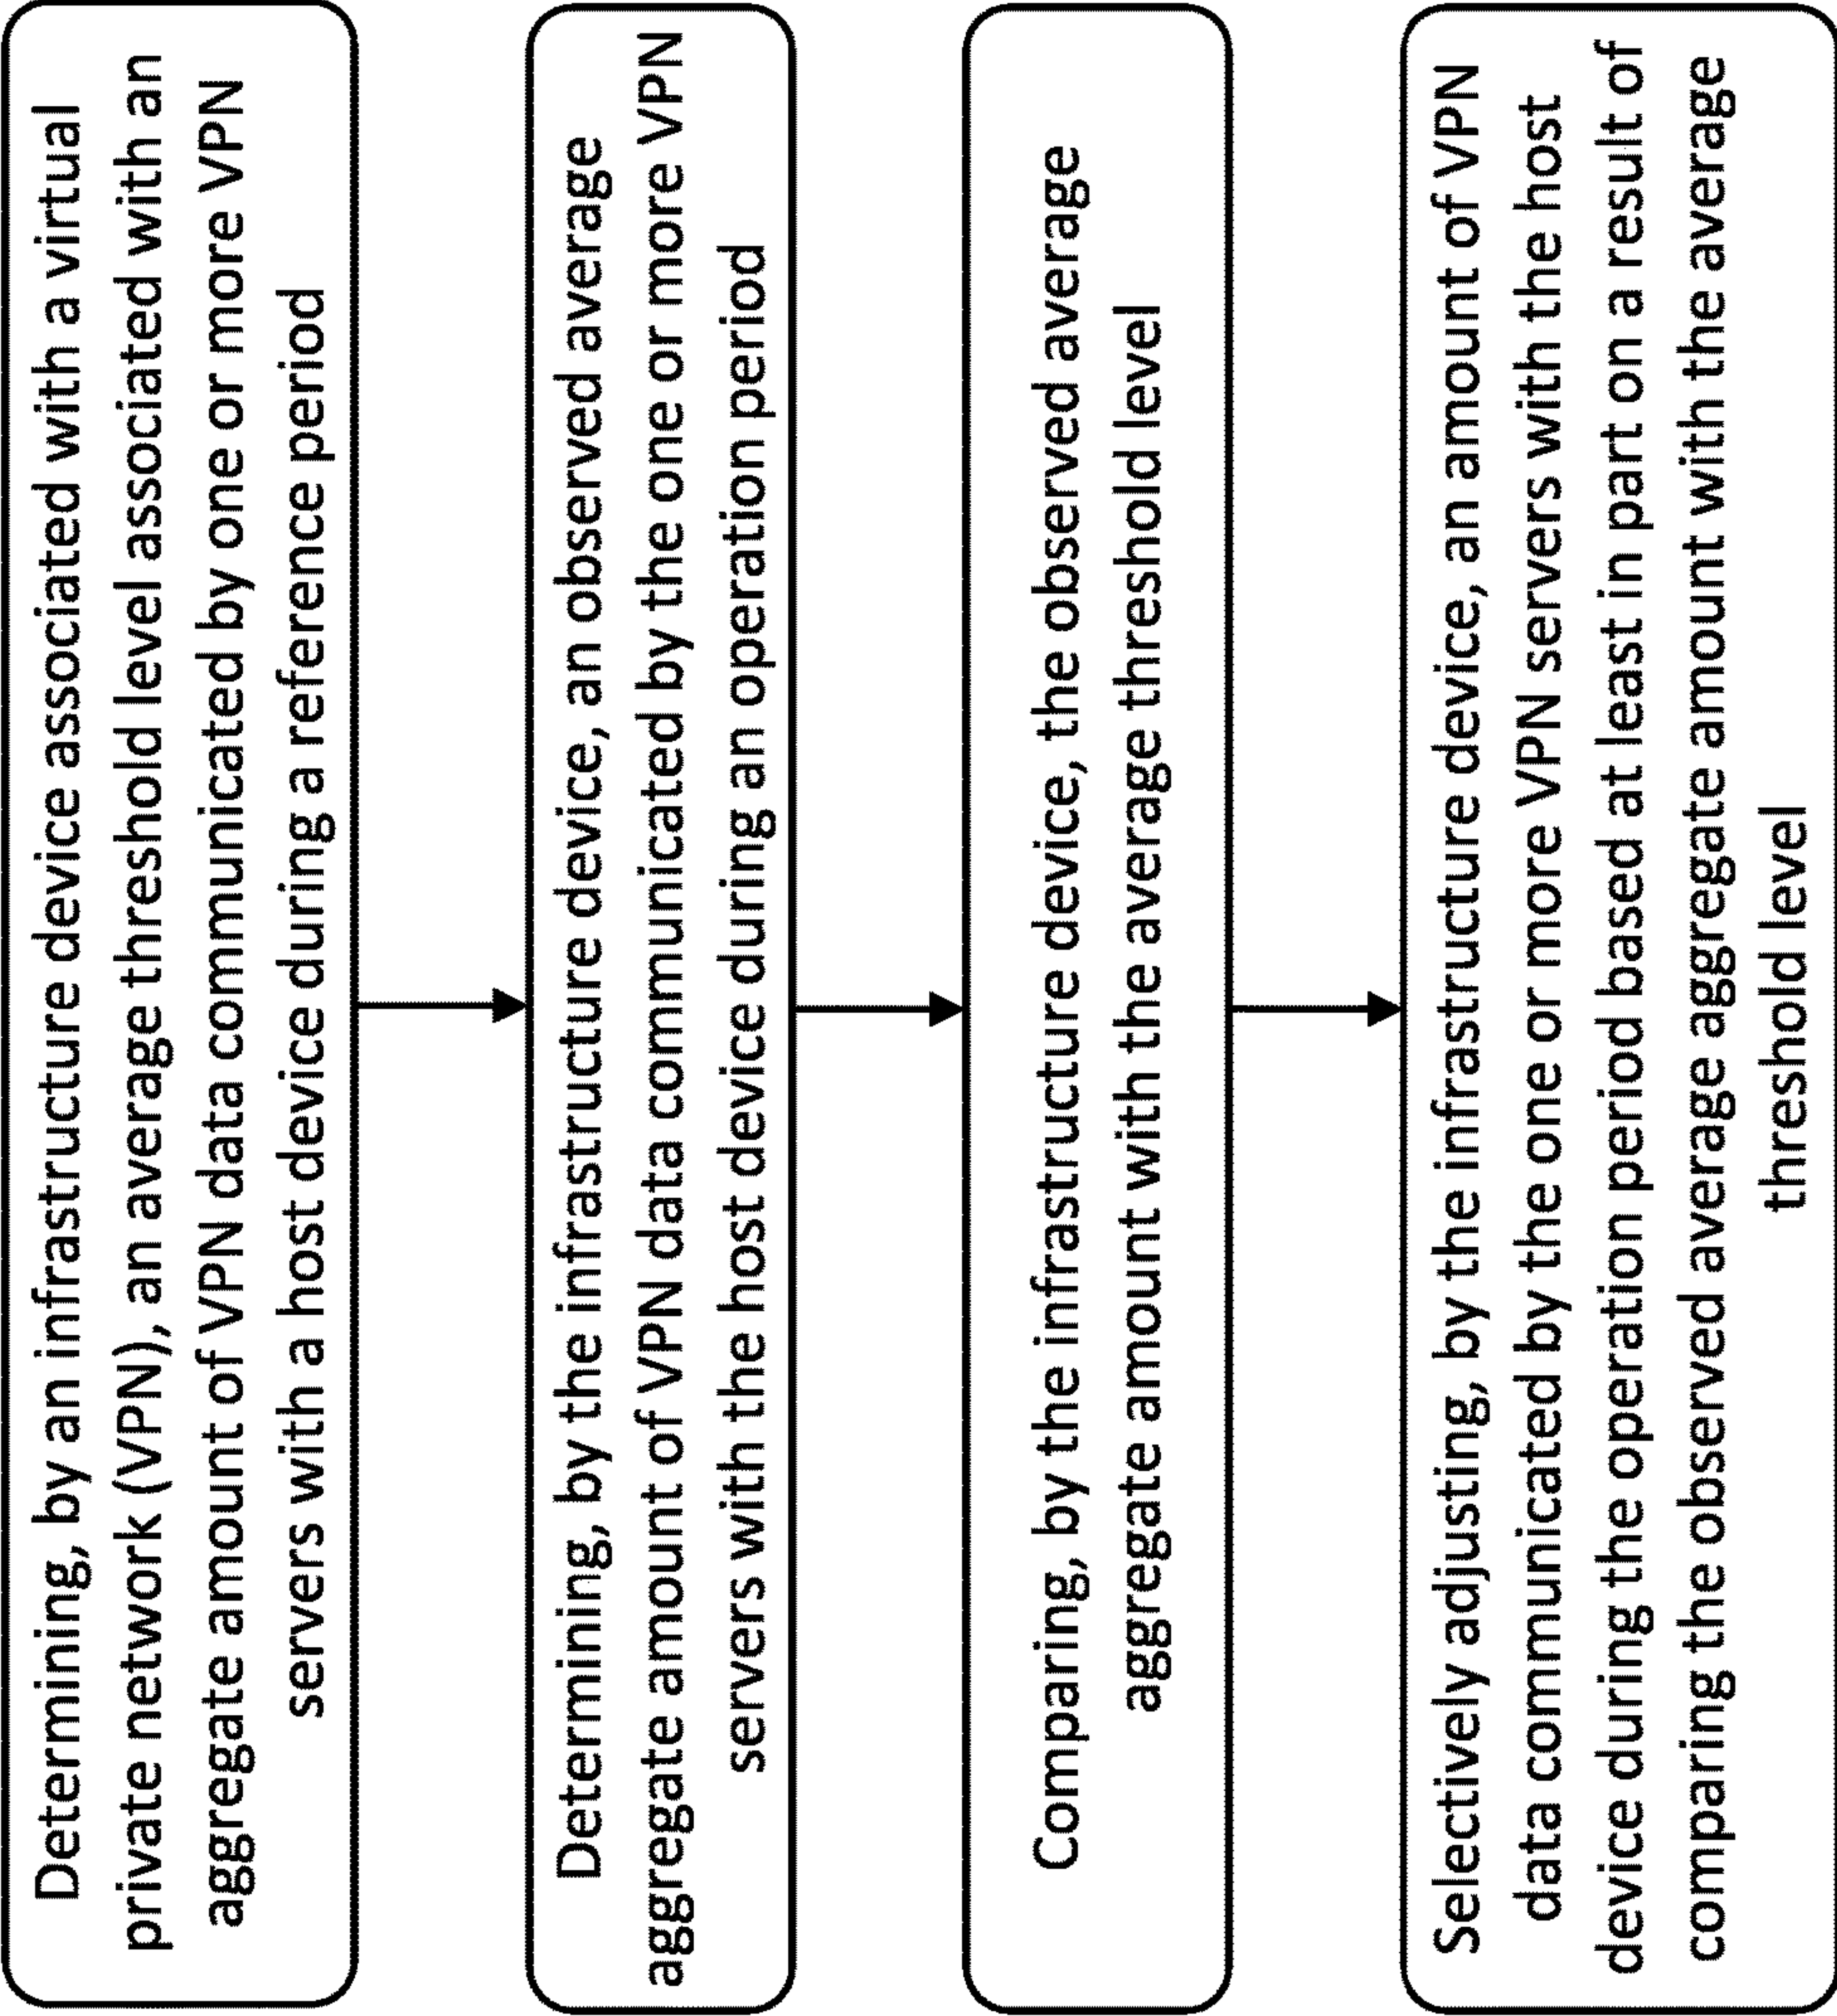 Determining, by an infrastructure device associated with a virtual
private network (VPN), an average threshold level associated with an
aggregate amount of VPN data communicated by one or more VPN
servers with a host device during a reference period
Determining, by the infrastructure device, an observed average
aggregate amount of VPN data communicated by the one or more VPN
servers with the host device during an operation period
Comparing, by the infrastructure device, the observed average
aggregate amount with the average threshold level
Selectively adjusting, by the infrastructure device, an amount of VPN
data communicated by the one or more VPN servers with the host
device during the operation period based at least in part on a result of
comparing the observed average aggregate amount with the average
threshold level